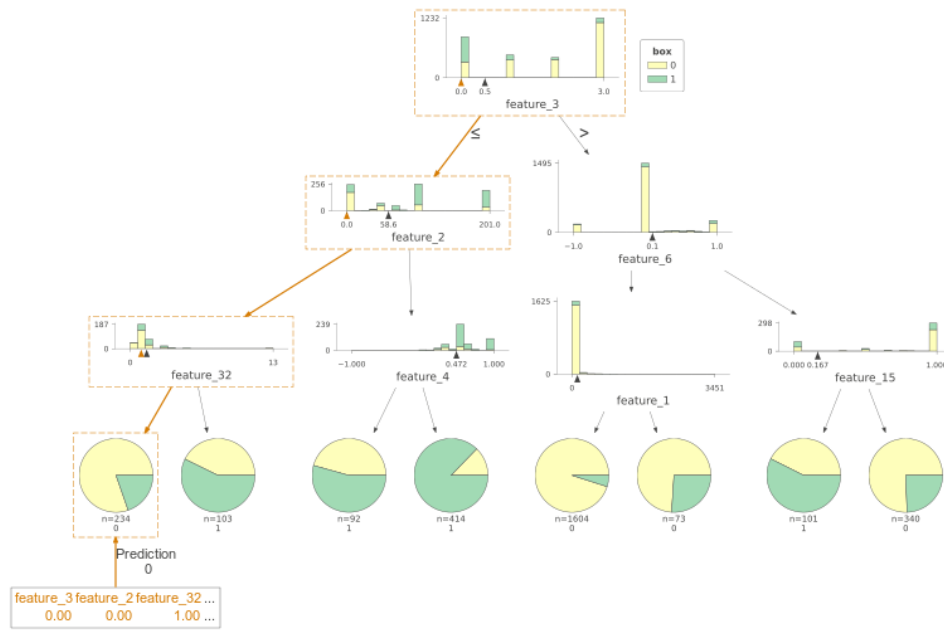 1232
0
0.0 0.5 3.0
feature_3
box
0
1
≤ >
256
0
0.0 58.6 201.0
feature_2
1495
0
−1.0 0.1 1.0
feature_6
187
0
0 13
feature_32
239
0
−1.000 0.472 1.000
feature_4
1625
0
0 3451
feature_1
298
0
0.000 0.167 1.000
feature_15
n=234 n=103 n=92 n=414 n=1604 n=73 n=101 n=340
0 1 1 1 0 0 1 0
Prediction
0
feature_3 feature_2 feature_32 ...
0.00 0.00 1.00 ...